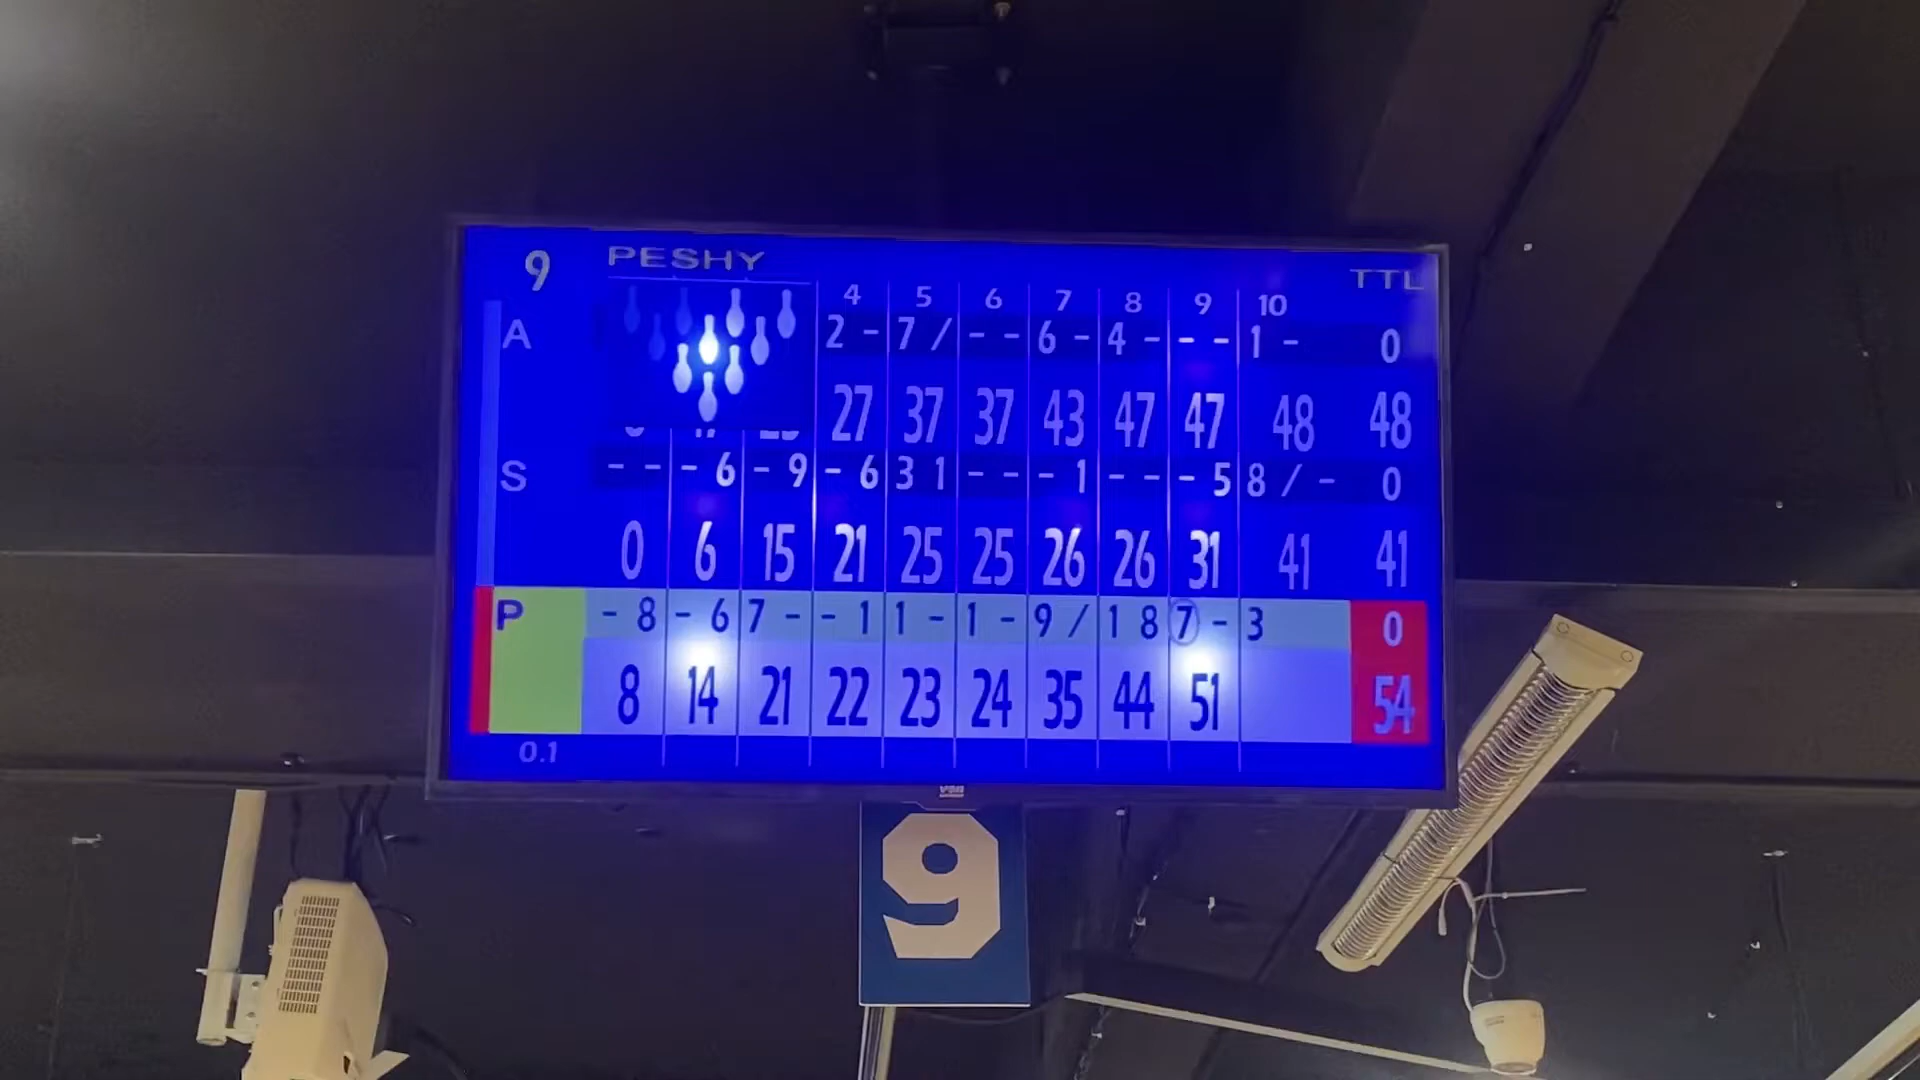 9 PESHY TTL
4 5 6 7 8 9 10
A 2 - 7 / - - 6 - 4 - - - 1 - 0
27 37 37 43 47 47 48 48
S - - - 6 - 9 - 6 3 1 - - - 1 - - - 5 8 / - 0
0 6 15 21 25 25 26 26 31 41 41
P - 8 - 6 7 - - 1 1 - 1 - 9 / 1 8 7 - 3 0
8 14 21 22 23 24 35 44 51 54
0.1
9